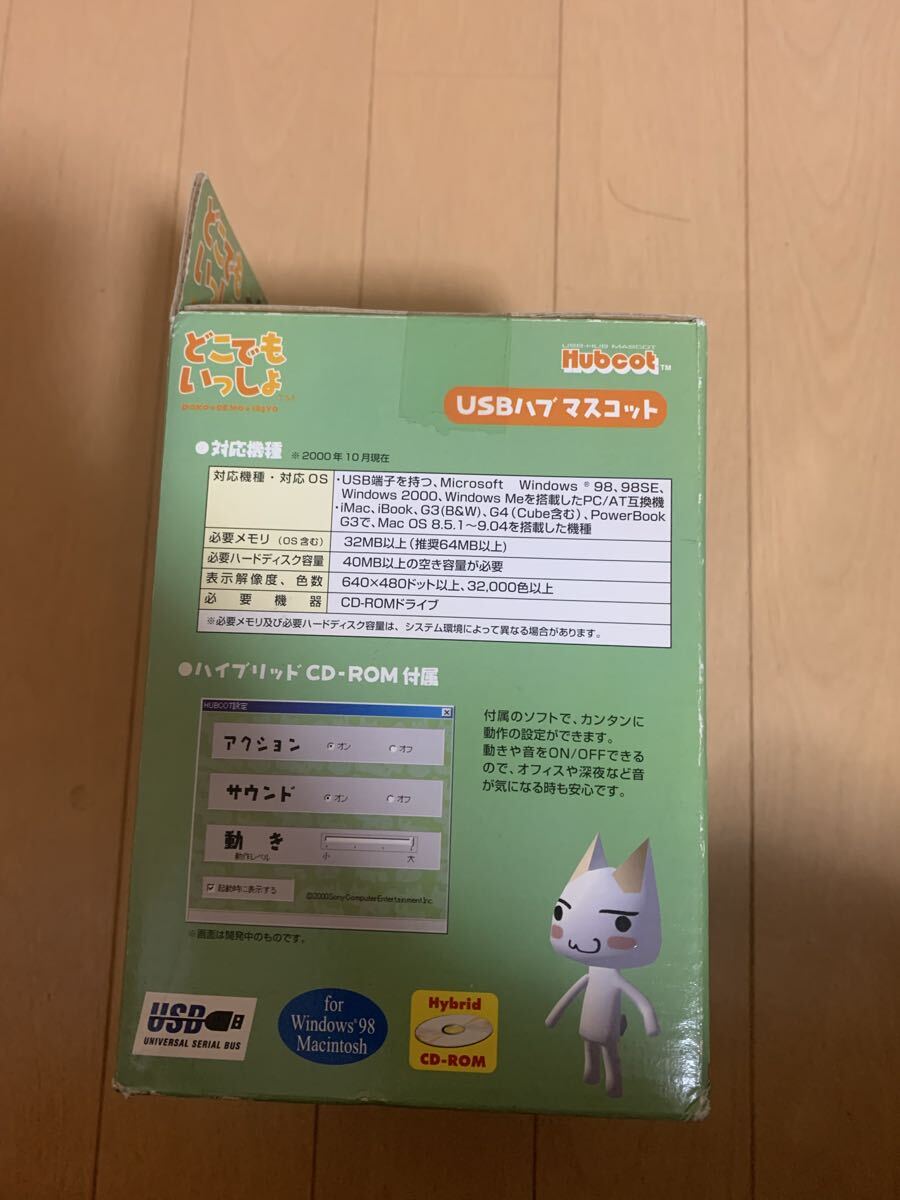 どこでも
いっしょ
DOKO★DEMO★ISSYO
USB-HUB MASCOT
Hubcot TM
USBハブマスコット
●対応機種 ※2000年10月現在
対応機種・対応OS
・USB端子を持つ、Microsoft Windows ® 98、98SE、
Windows 2000、Windows Meを搭載したPC/AT互換機
・iMac、iBook、G3(B&W)、G4(Cube含む)、PowerBook
G3で、Mac OS 8.5.1〜9.04を搭載した機種
必要メモリ (OS含む) 32MB以上(推奨64MB以上)
必要ハードディスク容量 40MB以上の空き容量が必要
表示解像度、色数 640×480ドット以上、32,000色以上
必要機器 CD-ROMドライブ
※必要メモリ及び必要ハードディスク容量は、システム環境によって異なる場合があります。
●ハイブリッドCD-ROM付属
HUBCOT設定
アクション オン オフ
サウンド オン オフ
動き
動作レベル 小 大
起動時に表示する
©2000 Sony Computer Entertainment Inc.
※画面は開発中のものです。
付属のソフトで、カンタンに
動作の設定ができます。
動きや音をON/OFFできる
ので、オフィスや深夜など音
が気になる時も安心です。
USB
UNIVERSAL SERIAL BUS
for
Windows®98
Macintosh
Hybrid
CD-ROM